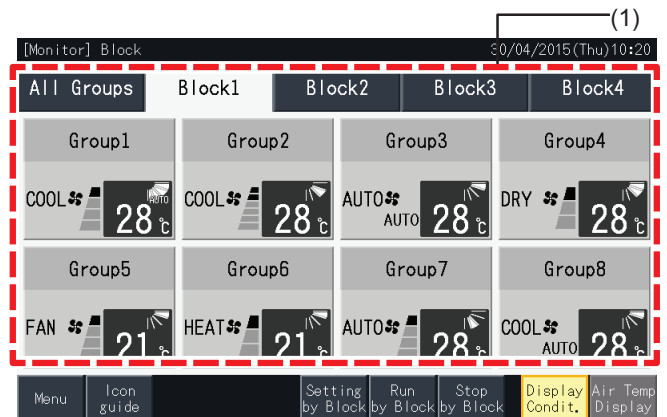 (1)
[Monitor] Block 30/04/2015(Thu)10:20
All Groups Block1 Block2 Block3 Block4
Group1 Group2 Group3 Group4
COOL AUTO 28℃ COOL 28℃ AUTO AUTO 28℃ DRY 28℃
Group5 Group6 Group7 Group8
FAN 21℃ HEAT 21℃ AUTO 28℃ COOL AUTO 28℃
Menu Icon guide Setting by Block Run by Block Stop by Block Display Condit. Air Temp Display